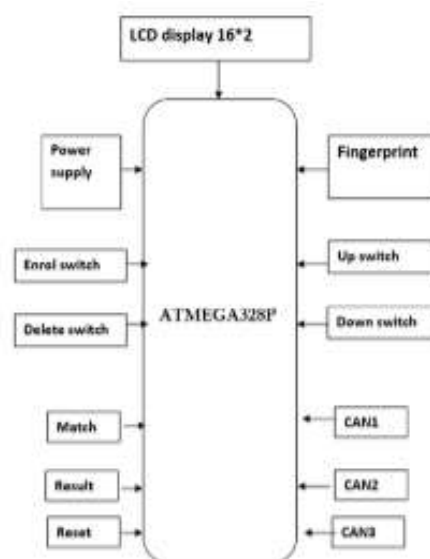 LCD display 16*2
Power
supply
Fingerprint
Enrol switch
Up switch
Delete switch
ATMEGA328P
Down switch
Match
CAN1
Result
CAN2
Reset
CAN3